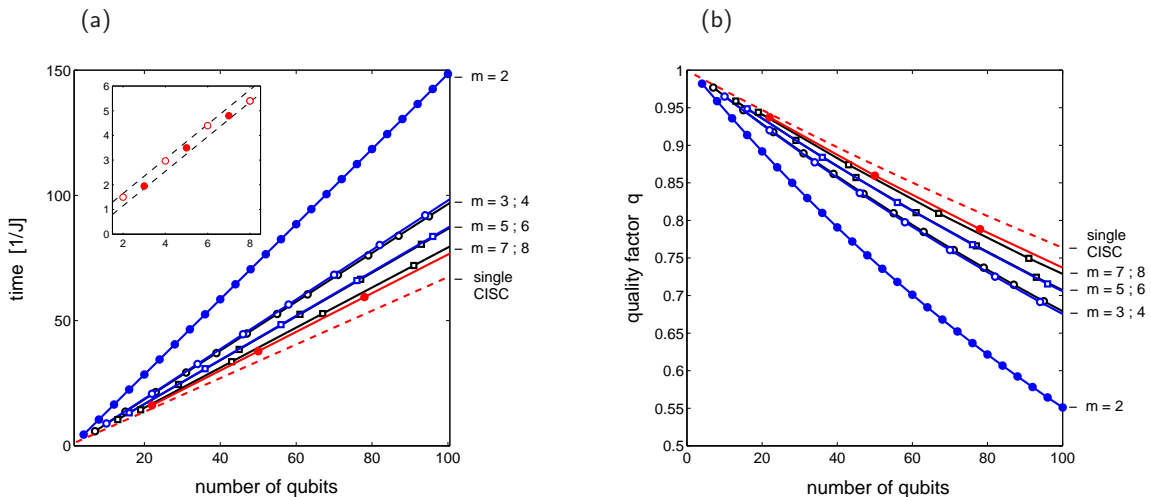 (a)
150
100
50
0
20
40
60
80
100
time [1/J]
number of qubits
6
5
4
3
2
1
0
2
4
6
8
m = 2
m = 3 ; 4
m = 5 ; 6
m = 7 ; 8
single
CISC
(b)
1
0.95
0.9
0.85
0.8
0.75
0.7
0.65
0.6
0.55
0.5
0
20
40
60
80
100
quality factor q
number of qubits
single
CISC
m = 7 ; 8
m = 5 ; 6
m = 3 ; 4
m = 2